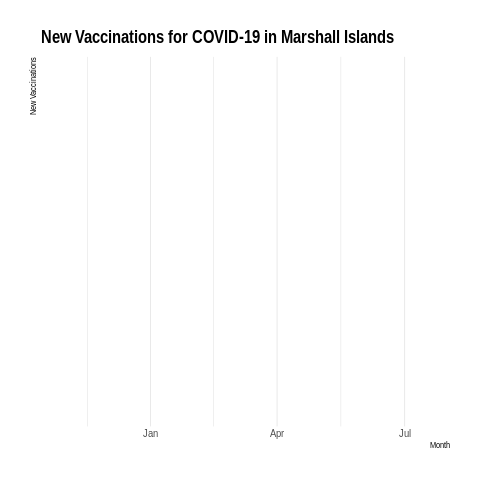 New Vaccinations for COVID-19 in Marshall Islands
New Vaccinations
Jan Apr Jul
Month